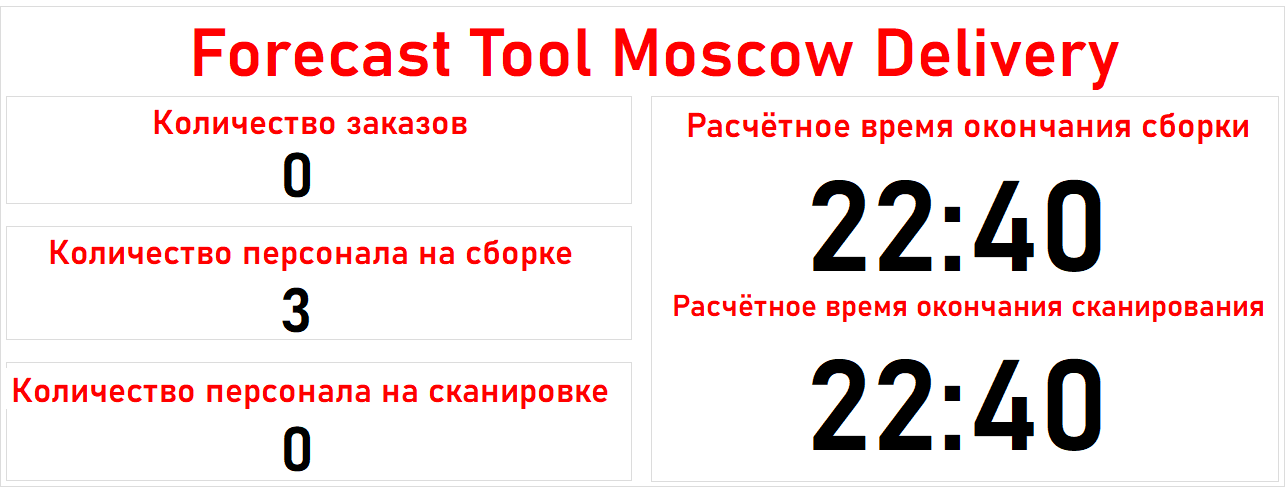 Forecast Tool Moscow Delivery
Количество заказов
0
Количество персонала на сборке
3
Количество персонала на сканировке
0
Расчётное время окончания сборки
22:40
Расчётное время окончания сканирования
22:40